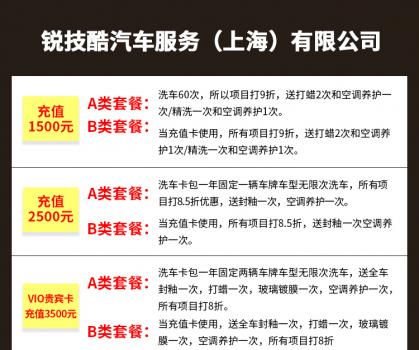 锐技酷汽车服务（上海）有限公司
充值
1500元
A类套餐：
洗车60次，所以项目打9折，送打蜡2次和空调养护一
次/精洗一次和空调养护1次。
B类套餐：
当充值卡使用，所有项目打9折，送打蜡2次和空调养
护1次/精洗一次和空调养护1次。
充值
2500元
A类套餐：
洗车卡包一年固定一辆车牌车型无限次洗车，所有项
目打8.5折优惠，送封釉一次，空调养护一次。
B类套餐：
当充值卡使用，所有项目打8.5折，送封釉一次空调
养护一次。
VIO贵宾卡
充值3500元
A类套餐：
洗车卡包一年固定两辆车牌车型无限次洗车，送全车
封釉一次，打蜡一次，玻璃镀膜一次，空调养护一次，
所有项目打8折。
B类套餐：
当充值卡使用，送全车封釉一次，打蜡一次，玻璃镀
膜一次，空调养护一次，所有项目打8折